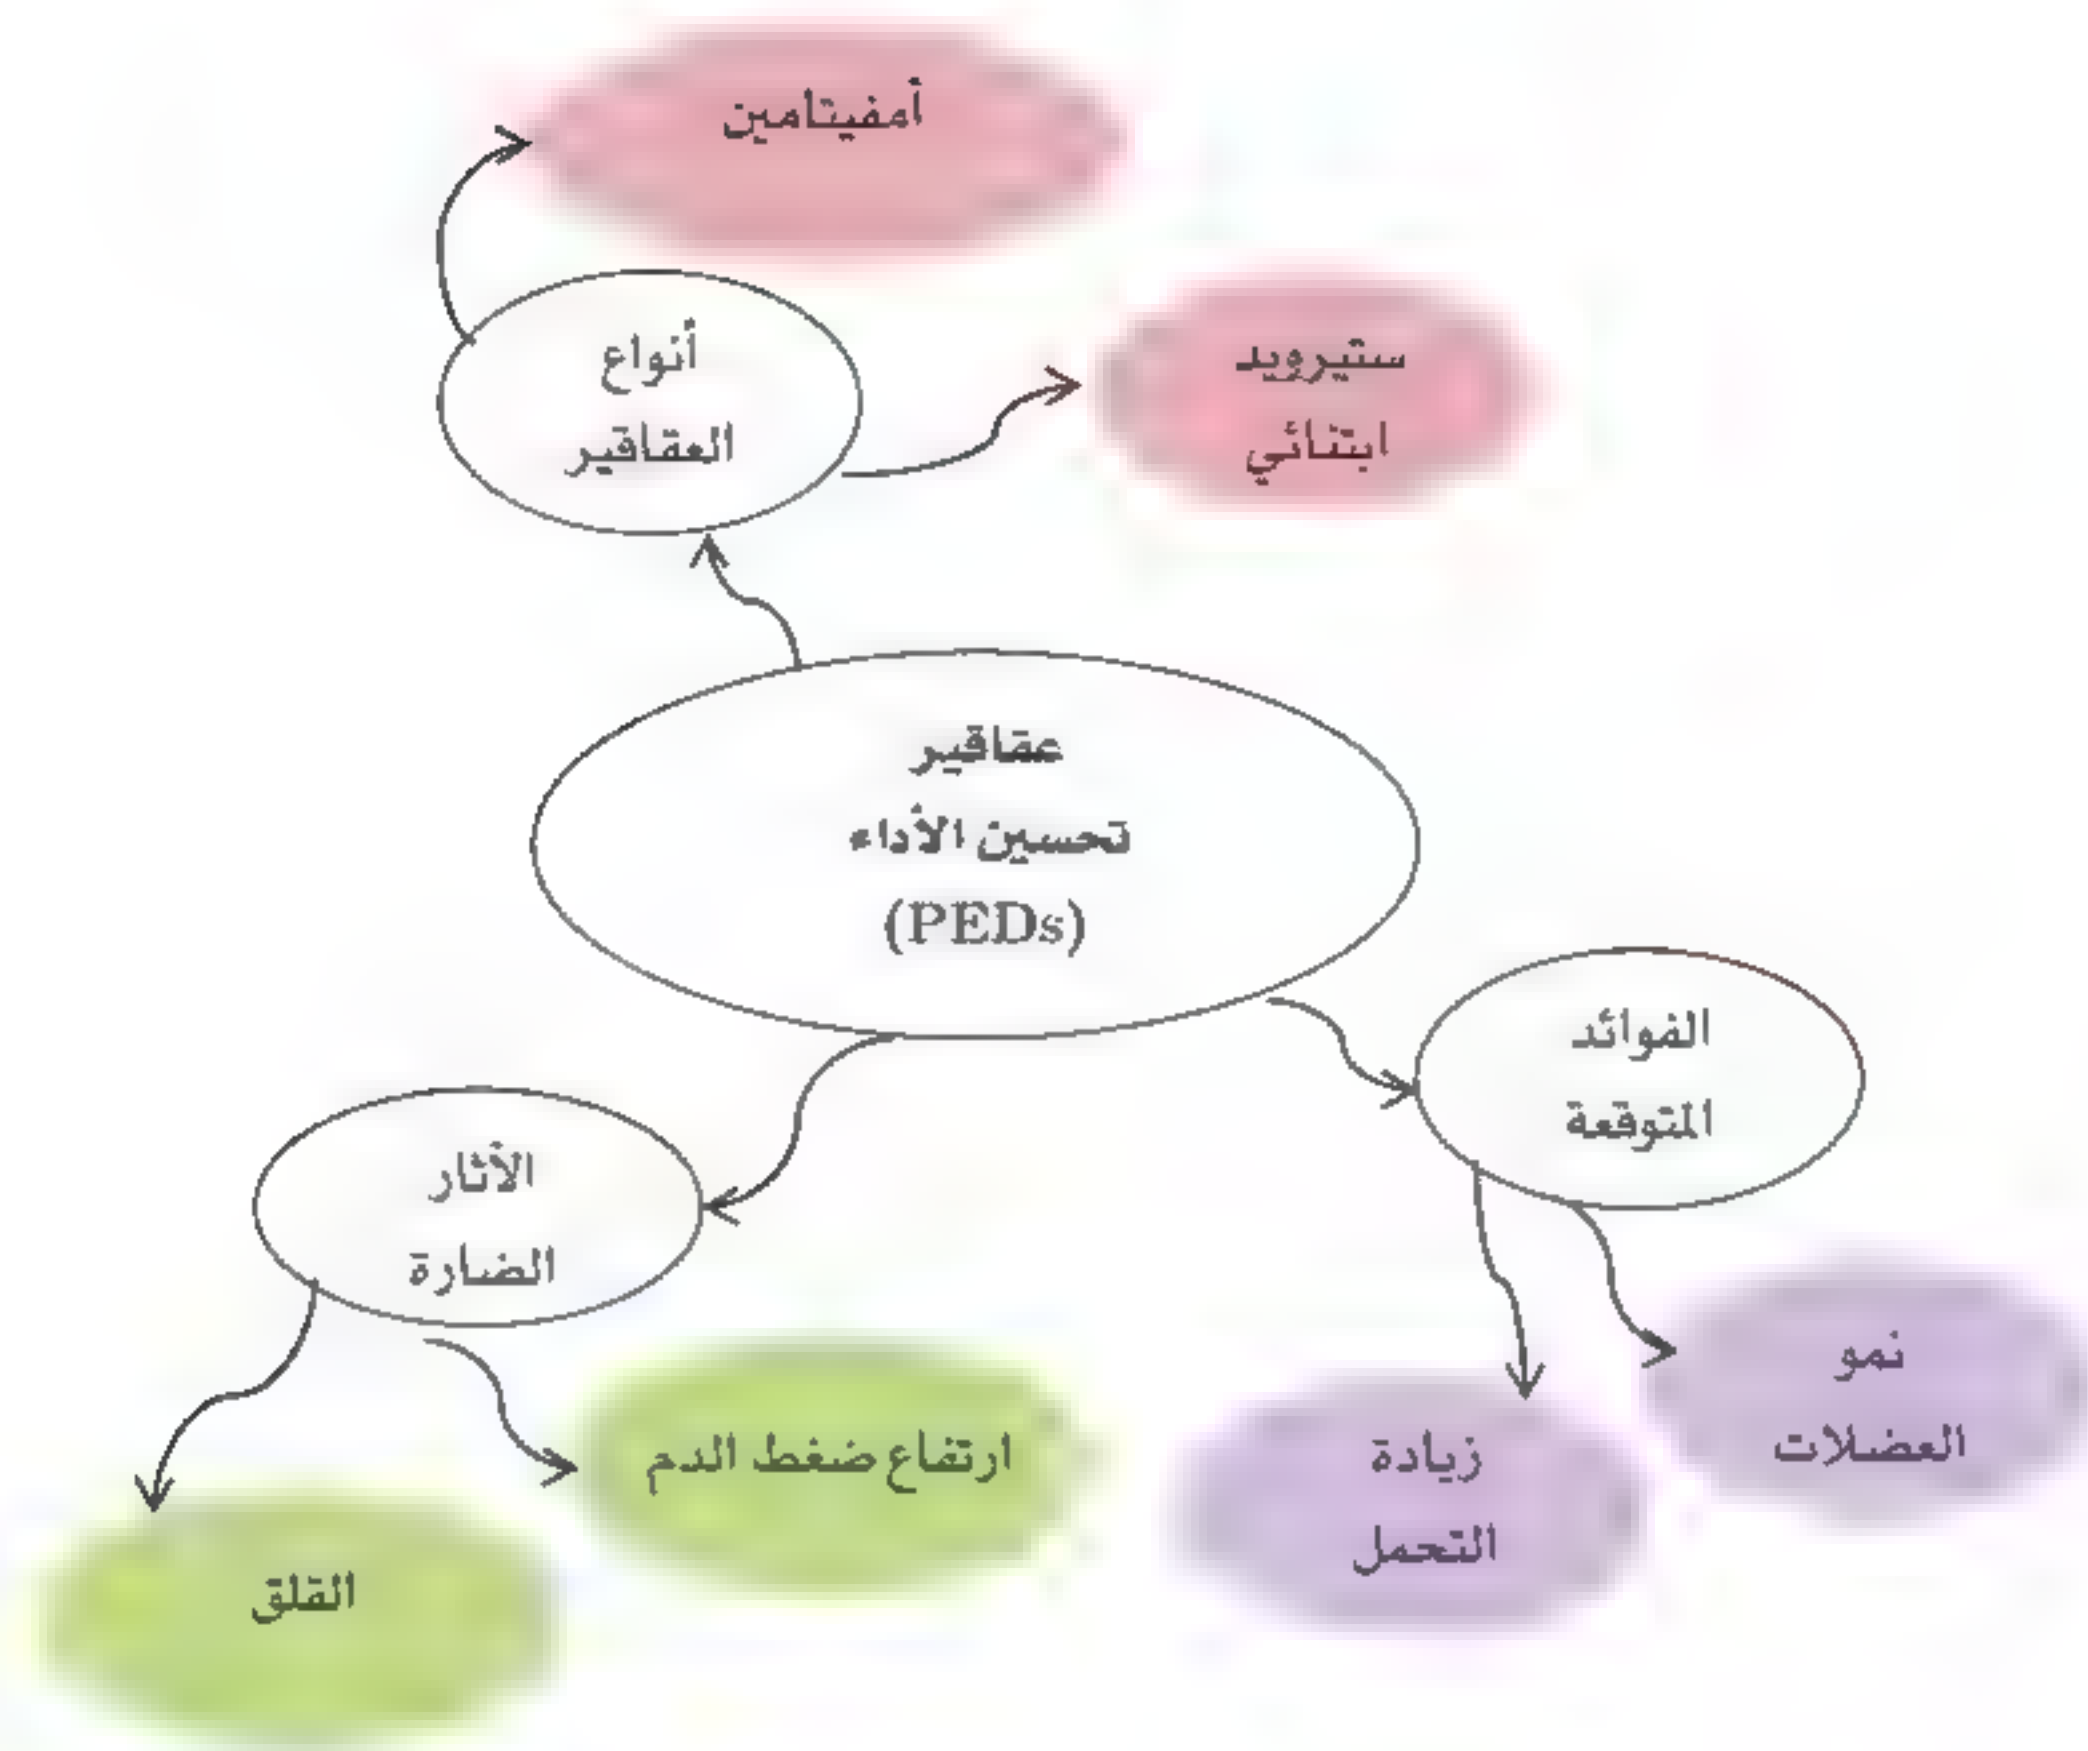 أمفيتامين
أنواع
العقاقير
ستيرويد
ابتنائي
عقاقير
تحسين الأداء
(PEDs)
الفوائد
المتوقعة
الأثار
الضارة
نمو
العضلات
زيادة
التحمل
ارتفاع ضغط الدم
القلق